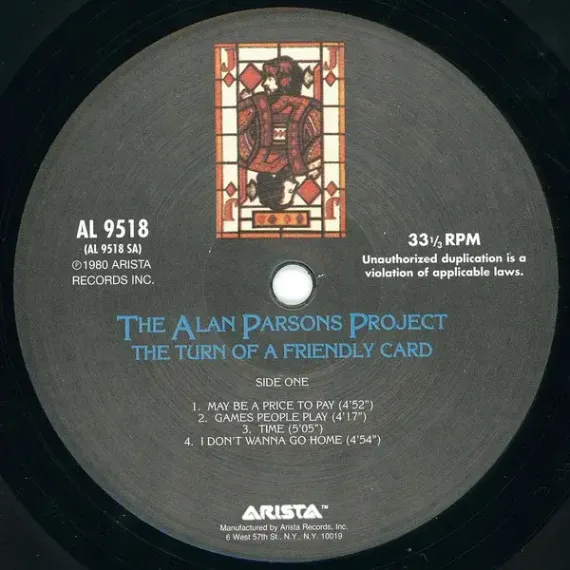 J J
AL 9518
(AL 9518 SA)
℗1980 ARISTA
RECORDS INC.
33 1/3 RPM
Unauthorized duplication is a
violation of applicable laws.
THE ALAN PARSONS PROJECT
THE TURN OF A FRIENDLY CARD
SIDE ONE
1. MAY BE A PRICE TO PAY (4'52")
2. GAMES PEOPLE PLAY (4'17")
3. TIME (5'05")
4. I DON'T WANNA GO HOME (4'54")
ARISTA™
Manufactured by Arista Records, Inc.
6 West 57th St., N.Y., N.Y. 10019